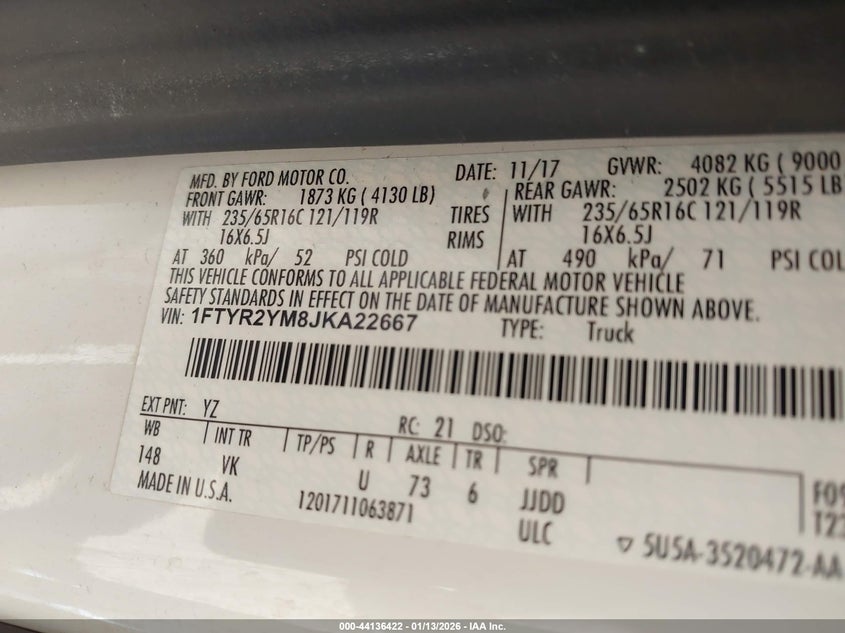 MFD. BY FORD MOTOR CO. DATE: 11/17 GVWR: 4082 KG ( 9000
FRONT GAWR: 1873 KG ( 4130 LB) REAR GAWR: 2502 KG ( 5515 LB
WITH 235/65R16C 121/119R TIRES WITH 235/65R16C 121/119R
16X6.5J RIMS 16X6.5J
AT 360 kPa/ 52 PSI COLD AT 490 kPa/ 71 PSI COL
THIS VEHICLE CONFORMS TO ALL APPLICABLE FEDERAL MOTOR VEHICLE
SAFETY STANDARDS IN EFFECT ON THE DATE OF MANUFACTURE SHOWN ABOVE.
VIN: 1FTYR2YM8JKA22667 TYPE: Truck
EXT PNT: YZ RC: 21 DSO:
WB INT TR TP/PS R AXLE TR SPR
148 VK U 73 6 JJDD
MADE IN U.S.A. 1201711063871 ULC
F09
T22
▽ 5U5A-3520472-AA
000-44136422 - 01/13/2026 - IAA Inc.